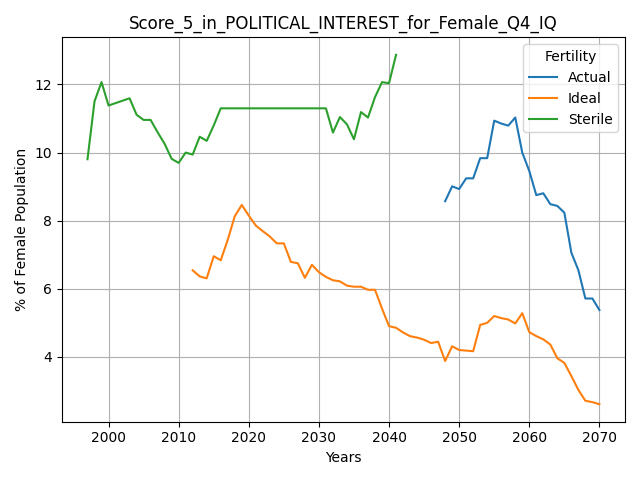 Score_5_in_POLITICAL_INTEREST_for_Female_Q4_IQ
Fertility
Actual
Ideal
Sterile
% of Female Population
12
10
8
6
4
2000 2010 2020 2030 2040 2050 2060 2070
Years